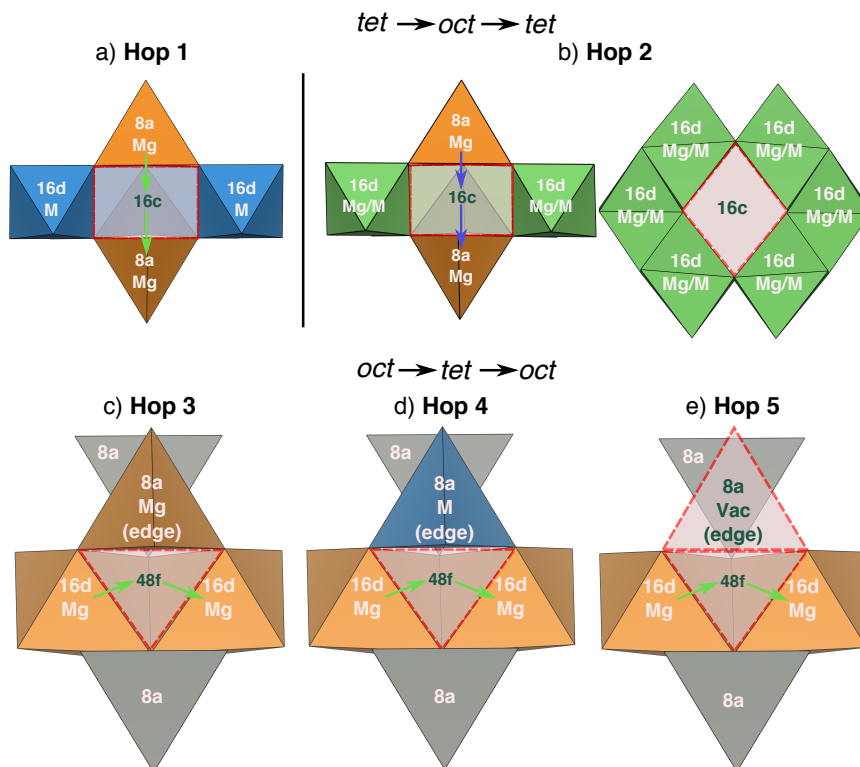 tet → oct → tet
a) Hop 1
b) Hop 2
8a
Mg
16d
M
16c
16d
M
8a
Mg
8a
Mg
16d
Mg/M
16c
16d
Mg/M
8a
Mg
16d
Mg/M
16d
Mg/M
16d
Mg/M
16c
16d
Mg/M
16d
Mg/M
16d
Mg/M
oct → tet → oct
c) Hop 3
d) Hop 4
e) Hop 5
8a
8a
Mg
(edge)
16d
Mg
48f
16d
Mg
8a
8a
8a
M
(edge)
16d
Mg
48f
16d
Mg
8a
8a
8a
Vac
(edge)
16d
Mg
48f
16d
Mg
8a